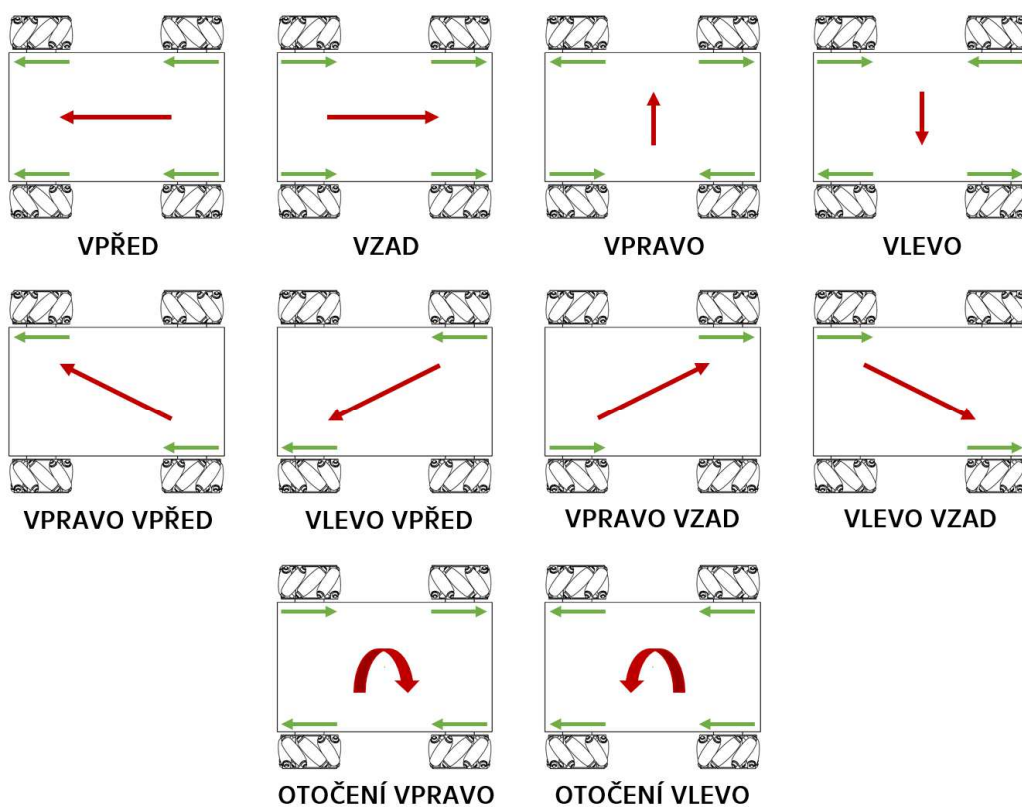 VPŘED
VZAD
VPRAVO
VLEVO
VPRAVO VPŘED
VLEVO VPŘED
VPRAVO VZAD
VLEVO VZAD
OTOČENÍ VPRAVO
OTOČENÍ VLEVO